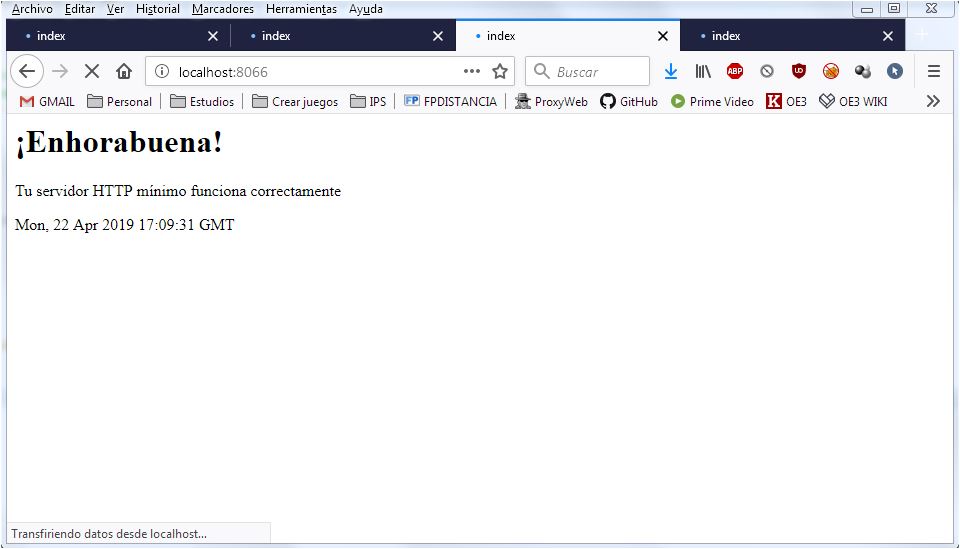 Archivo Editar Ver Historial Marcadores Herramientas Ayuda
index index index index
localhost:8066 Buscar ABP UD
GMAIL Personal Estudios Crear juegos IPS FP FPDISTANCIA ProxyWeb GitHub Prime Video K OE3 OE3 WIKI
¡Enhorabuena!
Tu servidor HTTP mínimo funciona correctamente
Mon, 22 Apr 2019 17:09:31 GMT
Transfiriendo datos desde localhost...